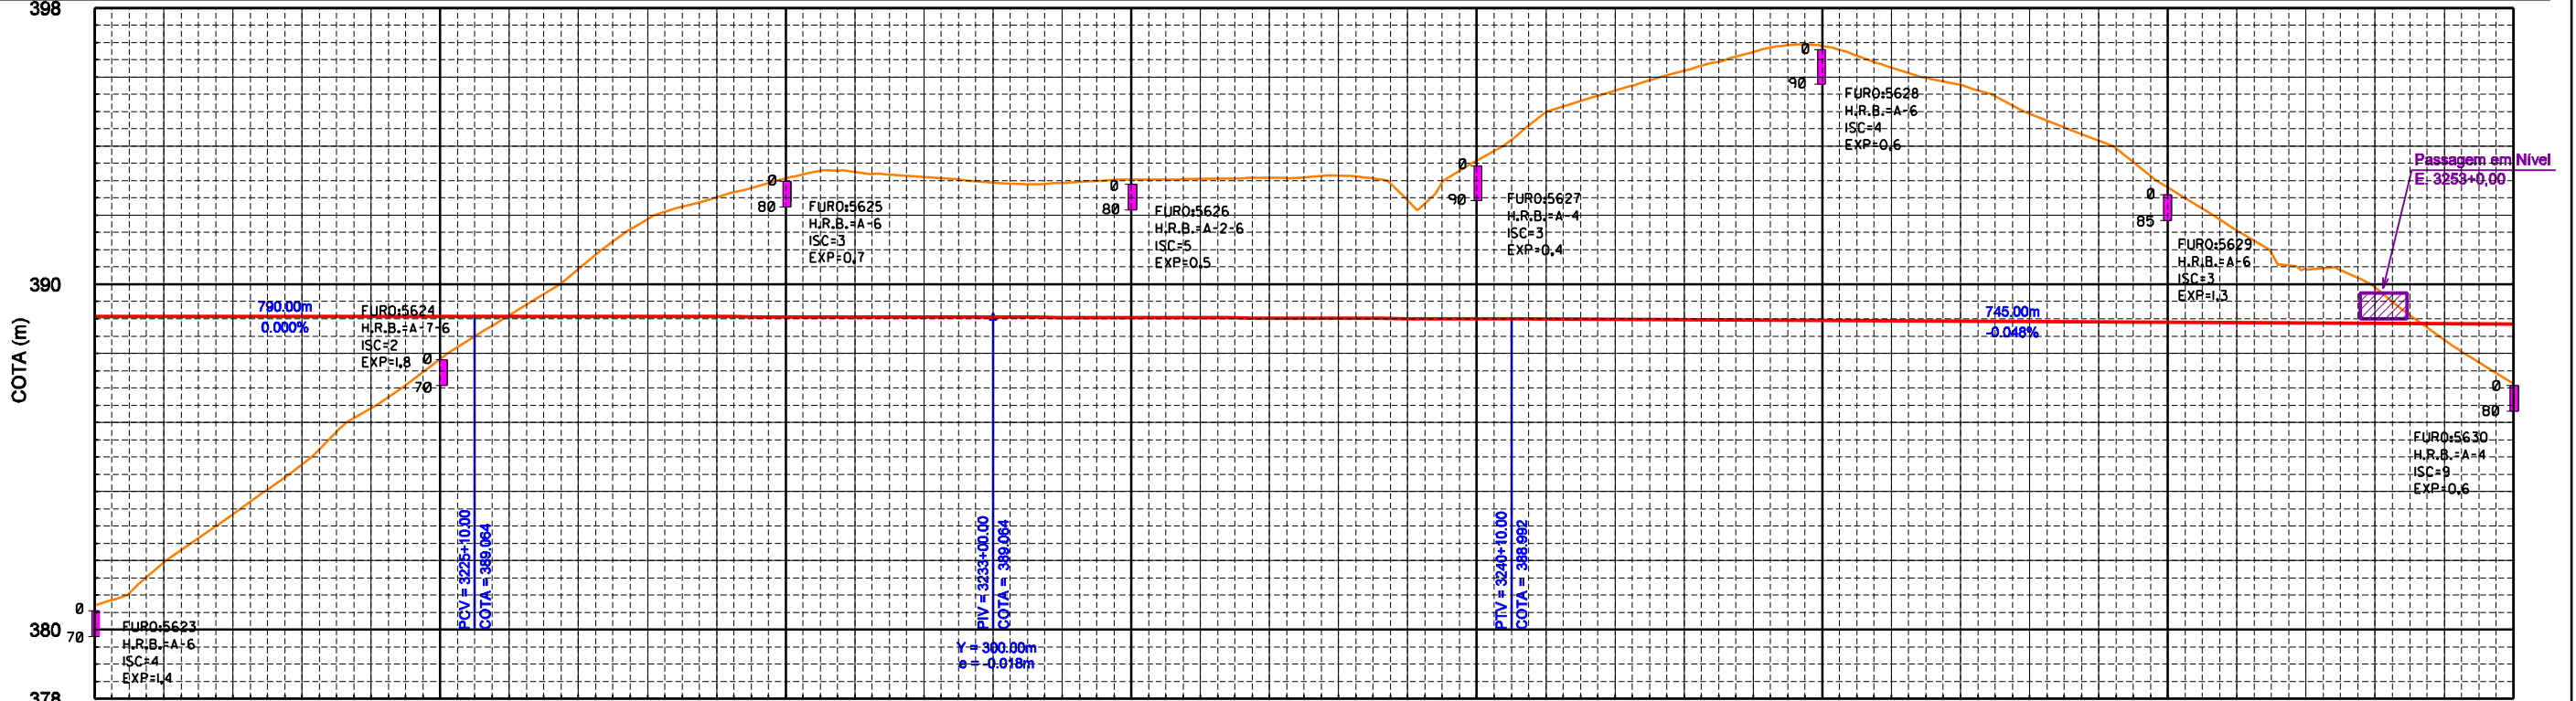 398
390
380
378
COTA (m)
790.00m
0.000%
0
70
FURO:5623
H.R.B.=A-6
ISC=4
EXP=1,4
FURO:5624
H.R.B.=A-7-6
ISC=2
EXP=1,8
0
70
PCV = 3225+10.00
COTA = 389.064
0
80
FURO:5625
H.R.B.=A-6
ISC=3
EXP=0,7
PIV = 3233+00.00
COTA = 389.064
Y = 300.00m
e = -0.018m
0
80
FURO:5626
H.R.B.=A-2-6
ISC=5
EXP=0,5
0
90
FURO:5627
H.R.B.=A-4
ISC=3
EXP=0,4
PTV = 3240+10.00
COTA = 388.992
0
90
FURO:5628
H.R.B.=A-6
ISC=4
EXP=0,6
745.00m
-0.048%
0
85
FURO:5629
H.R.B.=A-6
ISC=3
EXP=1,3
Passagem em Nível
E: 3253+0,00
0
80
FURO:5630
H.R.B.=A-4
ISC=9
EXP=0,6